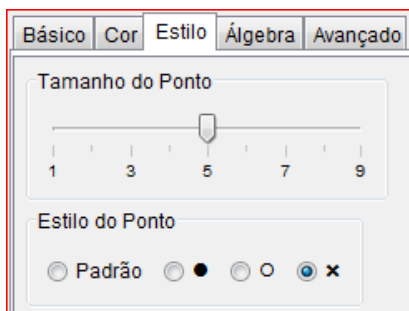 Básico Cor Estilo Álgebra Avançado
Tamanho do Ponto
1 3 5 7 9
Estilo do Ponto
Padrão